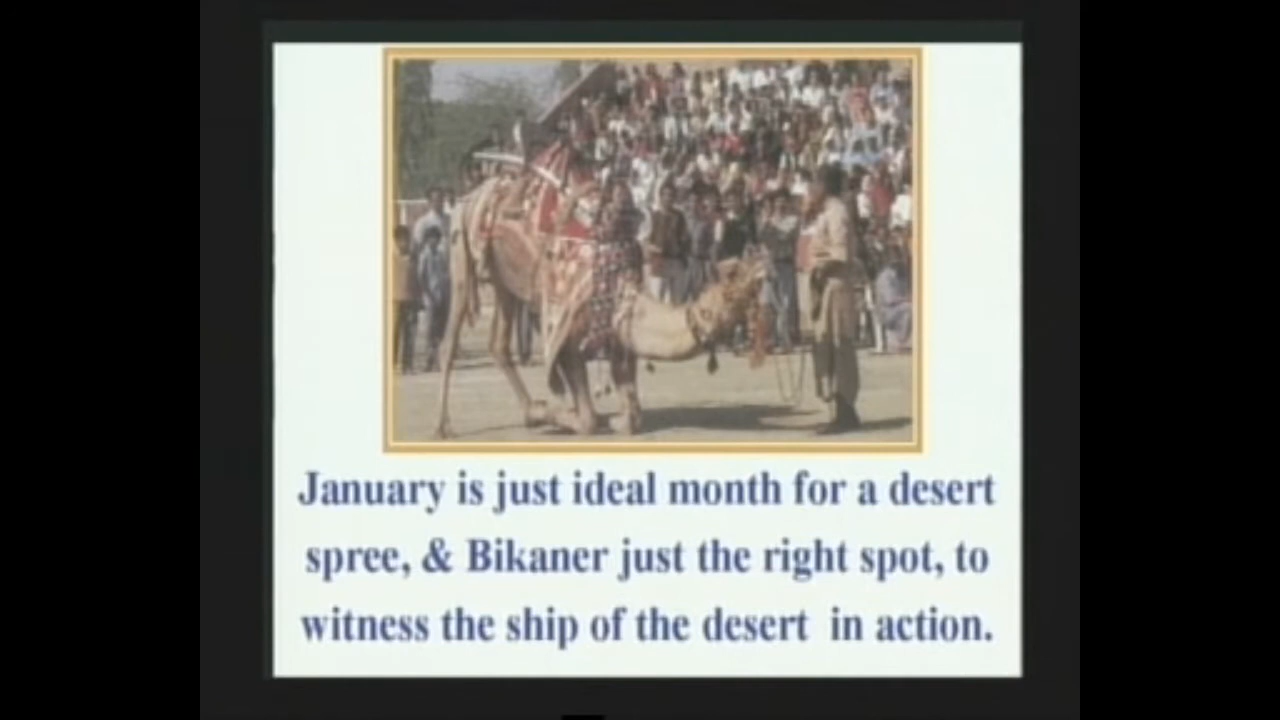 January is just ideal month for a desert
spree, & Bikaner just the right spot, to
witness the ship of the desert in action.